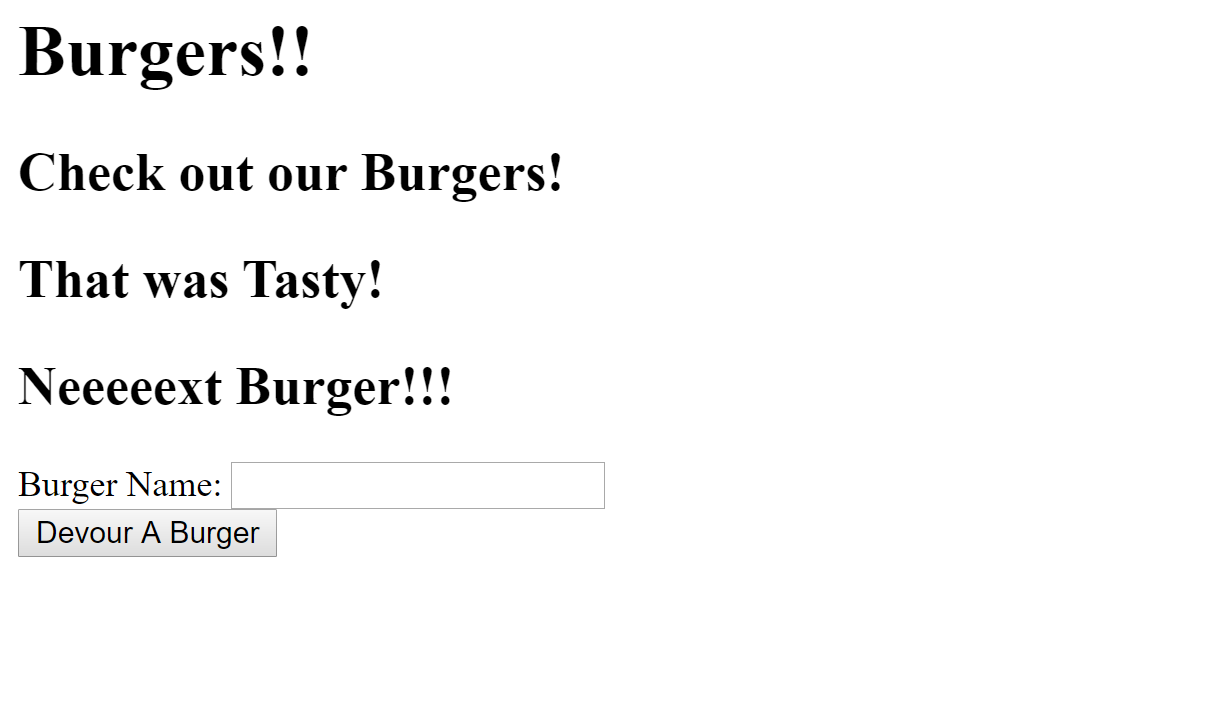 Burgers!!
Check out our Burgers!
That was Tasty!
Neeeeext Burger!!!
Burger Name:
Devour A Burger